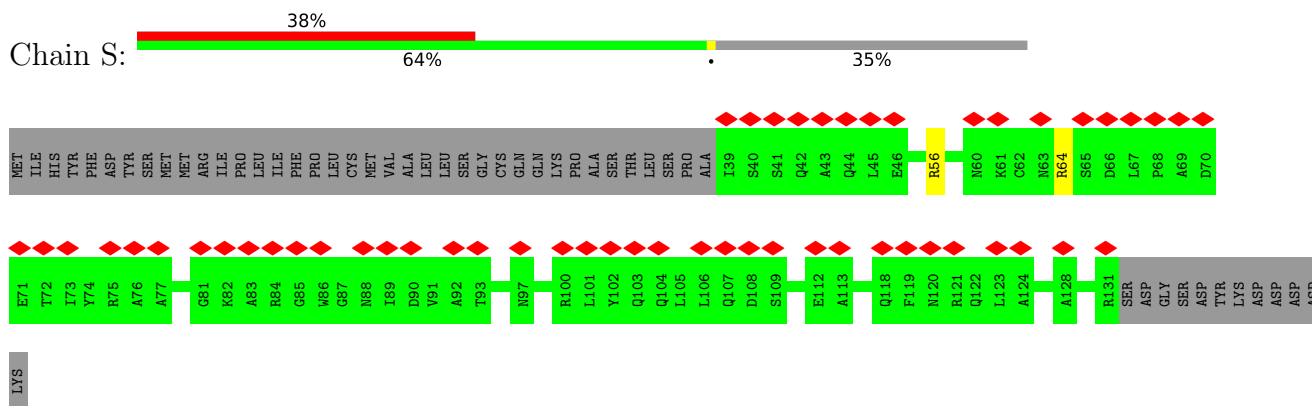 38%
Chain S:
64% • 35%
MET ILE HIS TYR PHE ASP TYR SER MET MET ARG ILE PRO LEU ILE PHE PRO LEU CYS MET VAL ALA LEU LEU SER GLY CYS GLN GLN LYS PRO ALA SER THR LEU SER PRO ALA I39 S40 S41 Q42 A43 Q44 L45 E46 R56 N60 K61 C62 N63 R64 S65 D66 L67 P68 A69 D70
E71 T72 I73 Y74 R75 A76 A77 G81 K82 A83 R84 G85 W86 G87 N88 I89 D90 V91 A92 T93 N97 R100 L101 Y102 Q103 Q104 L105 L106 Q107 D108 S109 E112 A113 Q118 F119 N120 R121 Q122 L123 A124 A128 R131 SER ASP GLY SER ASP TYR LYS ASP ASP ASP ASP
LYS